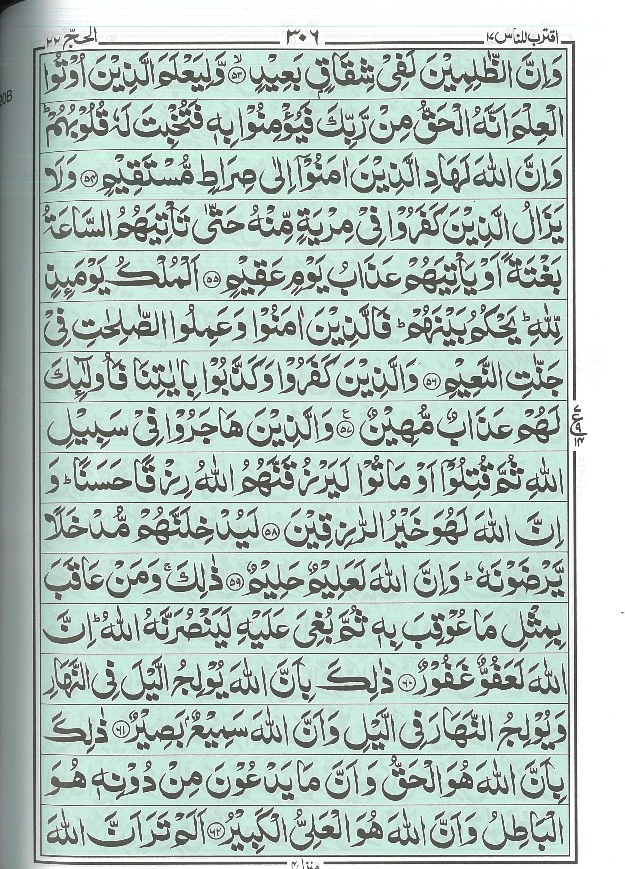 اقترب للناس ١٧ ٣٠٦ الحجّ ٢٢
وَاِنَّ الظّٰلِمِيْنَ لَفِيْ شِقَاقٍۭ بَعِيْدٍ ۙ﴿۵۳﴾ وَّلِيَعْلَمَ الَّذِيْنَ اُوْتُوا
الْعِلْمَ اَنَّهُ الْحَقُّ مِنْ رَّبِّكَ فَيُؤْمِنُوْا بِهٖ فَتُخْبِتَ لَهٗ قُلُوْبُهُمْ ؕ
وَاِنَّ اللّٰهَ لَهَادِ الَّذِيْنَ اٰمَنُوْۤا اِلٰى صِرَاطٍ مُّسْتَقِيْمٍ ﴿۵۴﴾ وَلَا
يَزَالُ الَّذِيْنَ كَفَرُوْا فِيْ مِرْيَةٍ مِّنْهُ حَتّٰى تَاْتِيَهُمُ السَّاعَةُ
بَغْتَةً اَوْ يَاْتِيَهُمْ عَذَابُ يَوْمٍ عَقِيْمٍ ﴿۵۵﴾ اَلْمُلْكُ يَوْمَئِذٍ
لِّلّٰهِ ؕ يَحْكُمُ بَيْنَهُمْ ؕ فَالَّذِيْنَ اٰمَنُوْا وَعَمِلُوا الصّٰلِحٰتِ فِيْ
جَنّٰتِ النَّعِيْمِ ﴿۵۶﴾ وَالَّذِيْنَ كَفَرُوْا وَكَذَّبُوْا بِاٰيٰتِنَا فَاُولٰٓئِكَ
لَهُمْ عَذَابٌ مُّهِيْنٌ ﴿۵۷﴾ ع وَالَّذِيْنَ هَاجَرُوْا فِيْ سَبِيْلِ
اللّٰهِ ثُمَّ قُتِلُوْۤا اَوْ مَاتُوْا لَيَرْزُقَنَّهُمُ اللّٰهُ رِزْقًا حَسَنًا ؕ وَ
اِنَّ اللّٰهَ لَهُوَ خَيْرُ الرّٰزِقِيْنَ ﴿۵۸﴾ لَيُدْخِلَنَّهُمْ مُّدْخَلًا
يَّرْضَوْنَهٗ ؕ وَاِنَّ اللّٰهَ لَعَلِيْمٌ حَلِيْمٌ ﴿۵۹﴾ ذٰلِكَ ۚ وَمَنْ عَاقَبَ
بِمِثْلِ مَا عُوْقِبَ بِهٖ ثُمَّ بُغِيَ عَلَيْهِ لَيَنْصُرَنَّهُ اللّٰهُ ؕ اِنَّ
اللّٰهَ لَعَفُوٌّ غَفُوْرٌ ﴿۶۰﴾ ذٰلِكَ بِاَنَّ اللّٰهَ يُوْلِجُ الَّيْلَ فِي النَّهَارِ
وَيُوْلِجُ النَّهَارَ فِي الَّيْلِ وَاَنَّ اللّٰهَ سَمِيْعٌۢ بَصِيْرٌ ﴿۶۱﴾ ذٰلِكَ
بِاَنَّ اللّٰهَ هُوَ الْحَقُّ وَاَنَّ مَا يَدْعُوْنَ مِنْ دُوْنِهٖ هُوَ
الْبَاطِلُ وَاَنَّ اللّٰهَ هُوَ الْعَلِيُّ الْكَبِيْرُ ﴿۶۲﴾ اَلَمْ تَرَ اَنَّ اللّٰهَ